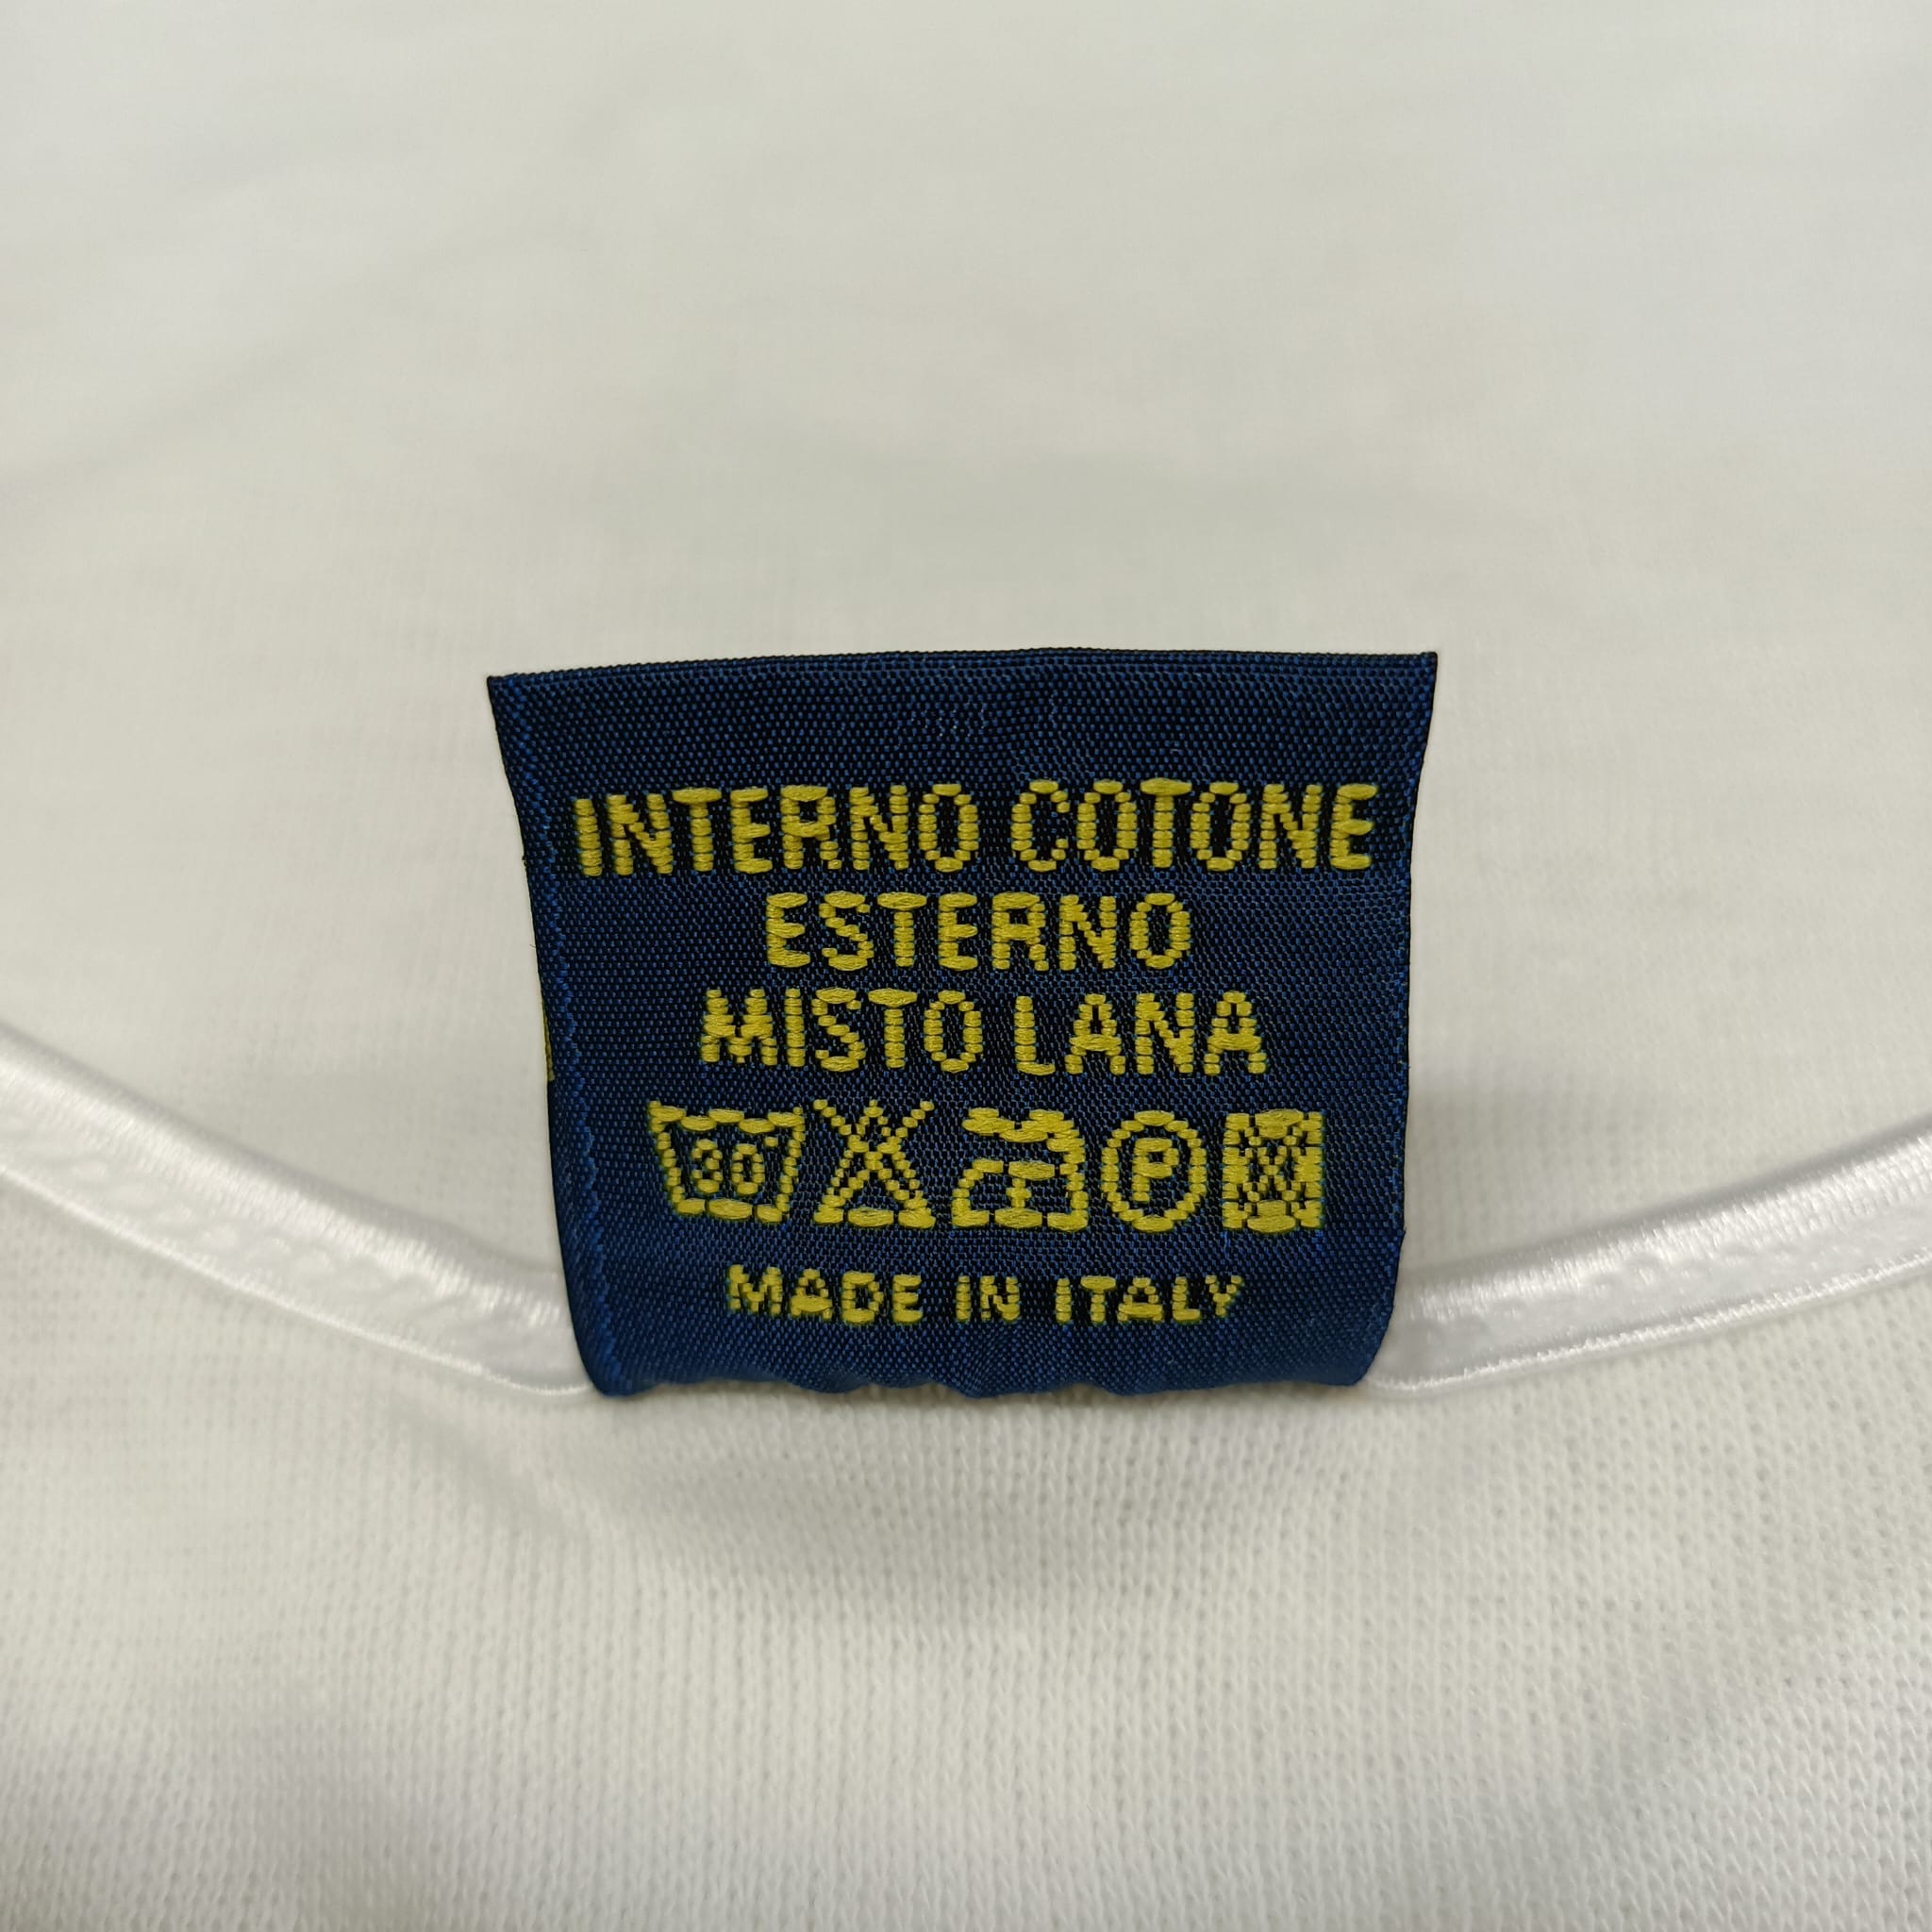 INTERNO COTONE
ESTERNO
MISTO LANA
30° P
MADE IN ITALY